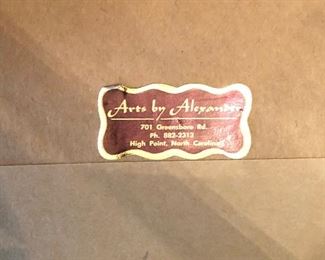 Arts by Alexander
701 Greensboro Rd.
Ph. 882-2313
High Point, North Carolina